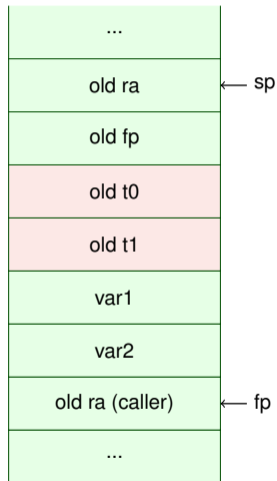 ...
old ra
sp
old fp
old t0
old t1
var1
var2
old ra (caller)
fp
...